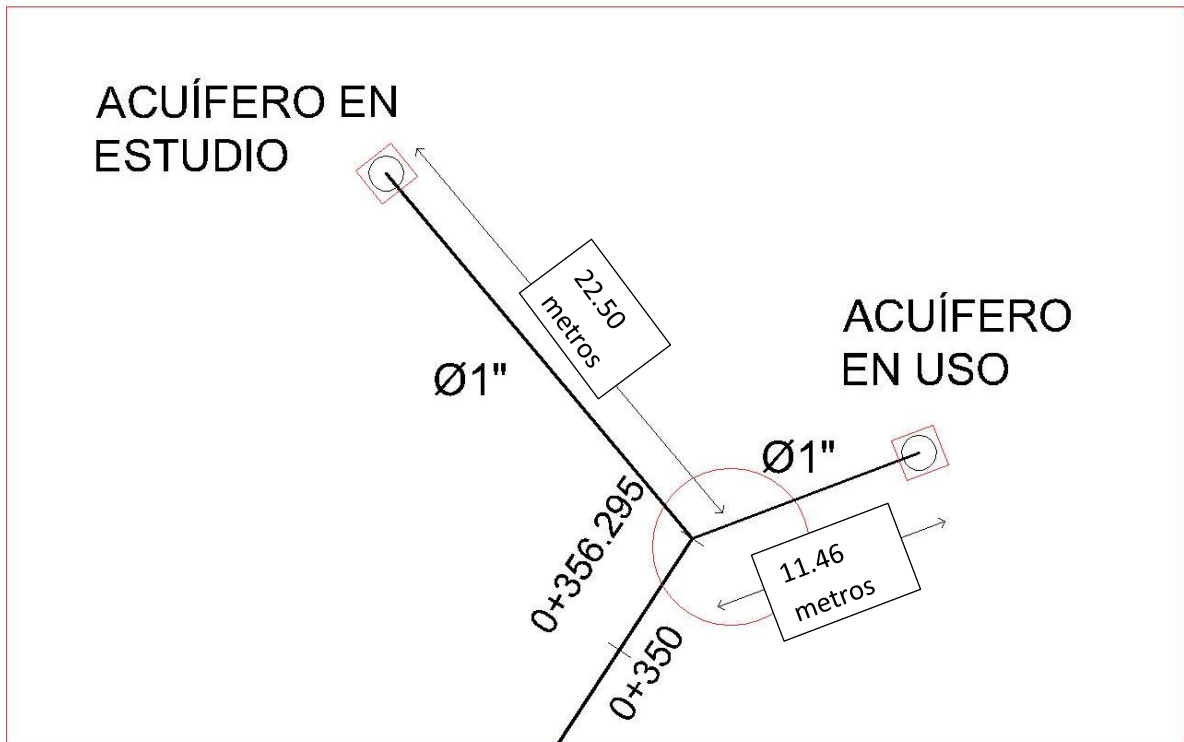 ACUÍFERO EN
ESTUDIO
22.50
metros
ACUÍFERO
EN USO
Ø1"
Ø1"
0+356.295
11.46
metros
0+350